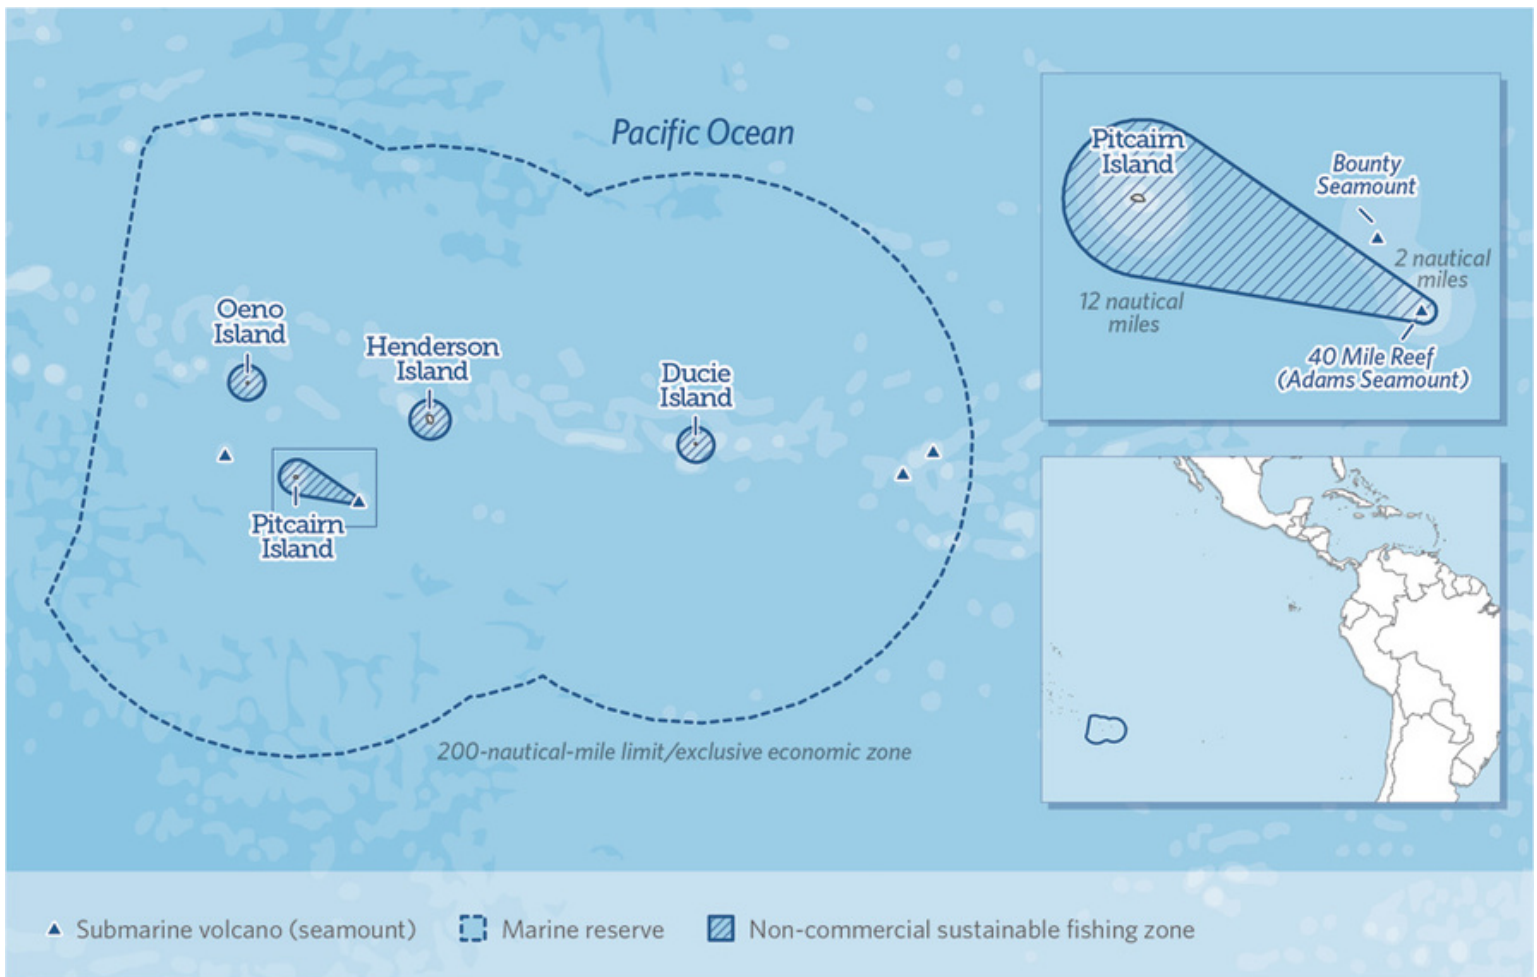 Pacific Ocean
Oeno
Island
Henderson
Island
Ducie
Island
Pitcairn
Island
200-nautical-mile limit/exclusive economic zone
Pitcairn
Island
Bounty
Seamount
2 nautical
miles
12 nautical
miles
40 Mile Reef
(Adams Seamount)
Submarine volcano (seamount)
Marine reserve
Non-commercial sustainable fishing zone